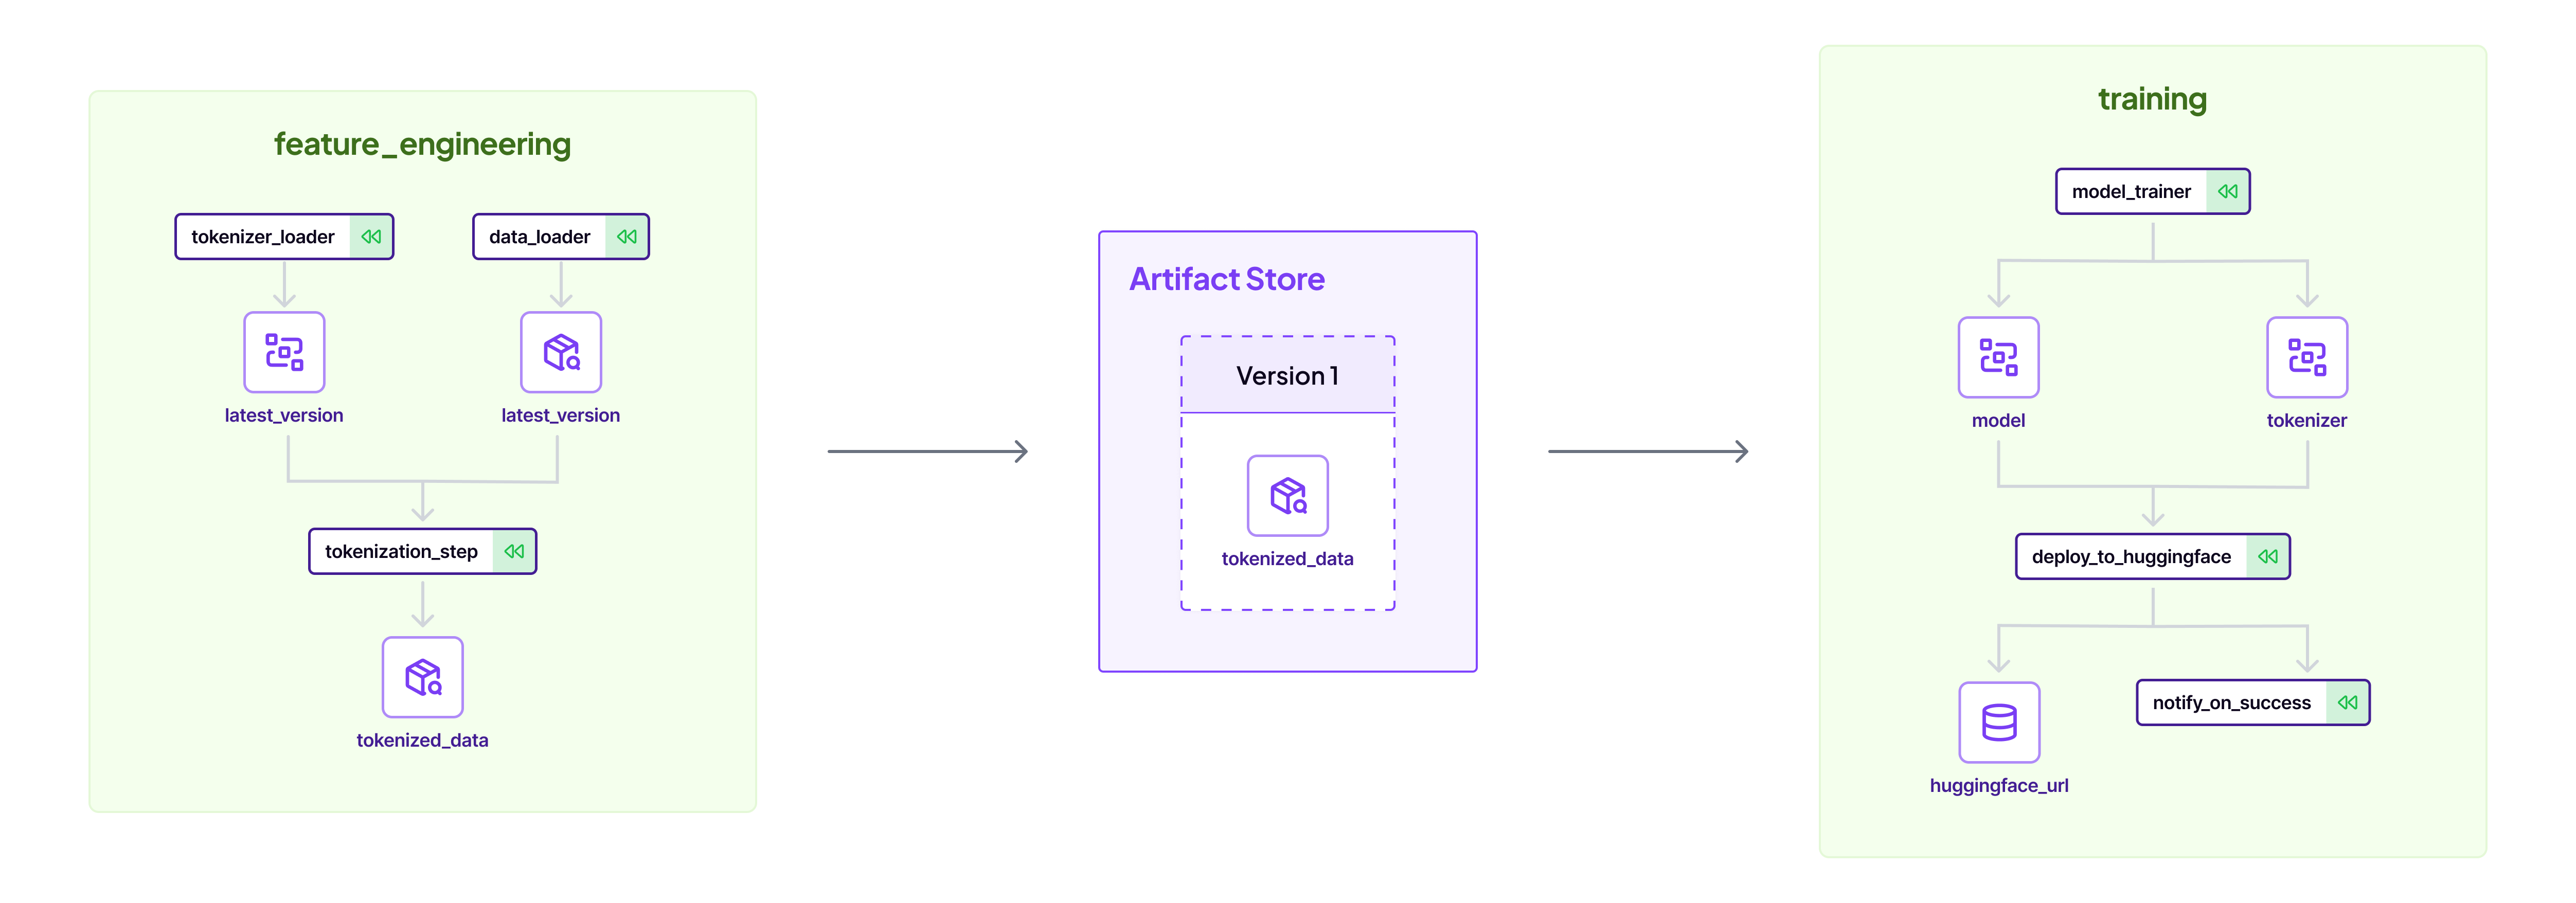 feature_engineering
tokenizer_loader
data_loader
latest_version
latest_version
tokenization_step
tokenized_data
Artifact Store
Version 1
tokenized_data
training
model_trainer
model
tokenizer
deploy_to_huggingface
huggingface_url
notify_on_success